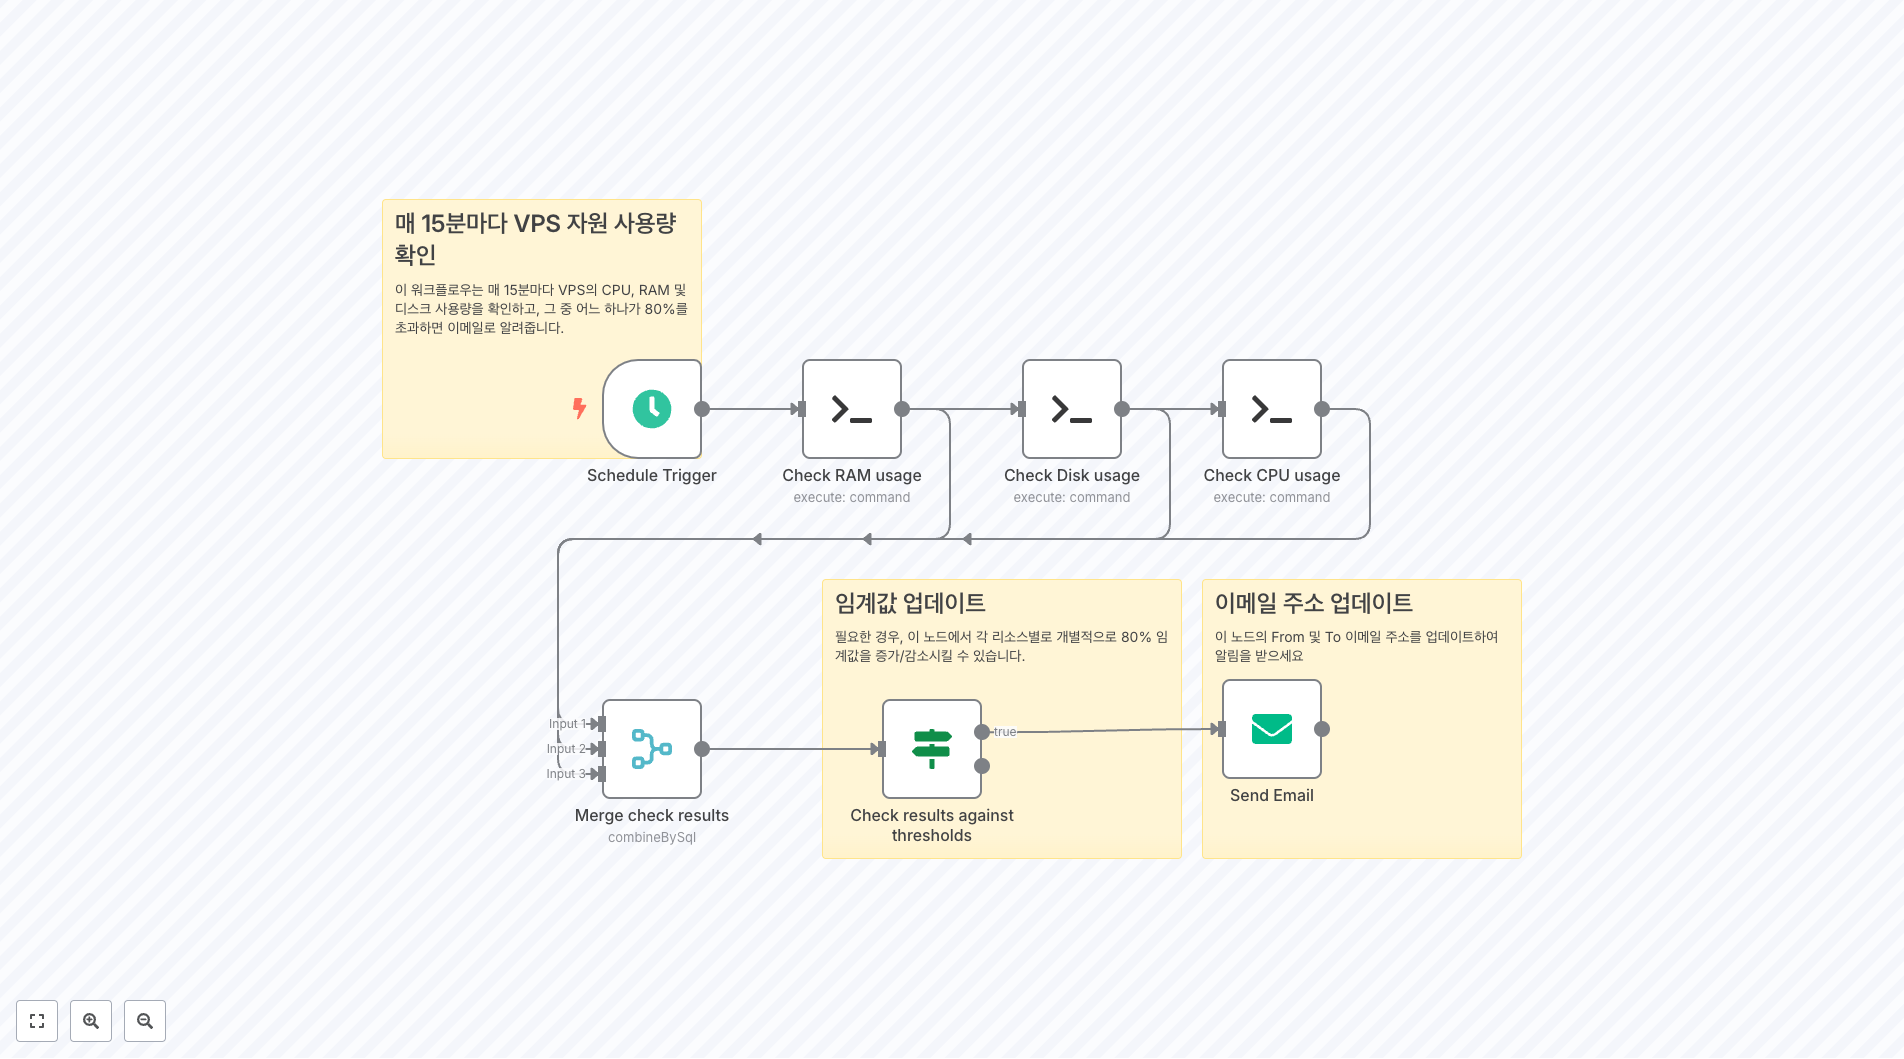 매 15분마다 VPS 자원 사용량
확인
이 워크플로우는 매 15분마다 VPS의 CPU, RAM 및
디스크 사용량을 확인하고, 그 중 어느 하나가 80%를
초과하면 이메일로 알려줍니다.
Schedule Trigger
Check RAM usage
execute: command
Check Disk usage
execute: command
Check CPU usage
execute: command
임계값 업데이트
필요한 경우, 이 노드에서 각 리소스별로 개별적으로 80% 임
계값을 증가/감소시킬 수 있습니다.
이메일 주소 업데이트
이 노드의 From 및 To 이메일 주소를 업데이트하여
알림을 받으세요
Input 1
Input 2
Input 3
Merge check results
combineBySql
true
Check results against
thresholds
Send Email